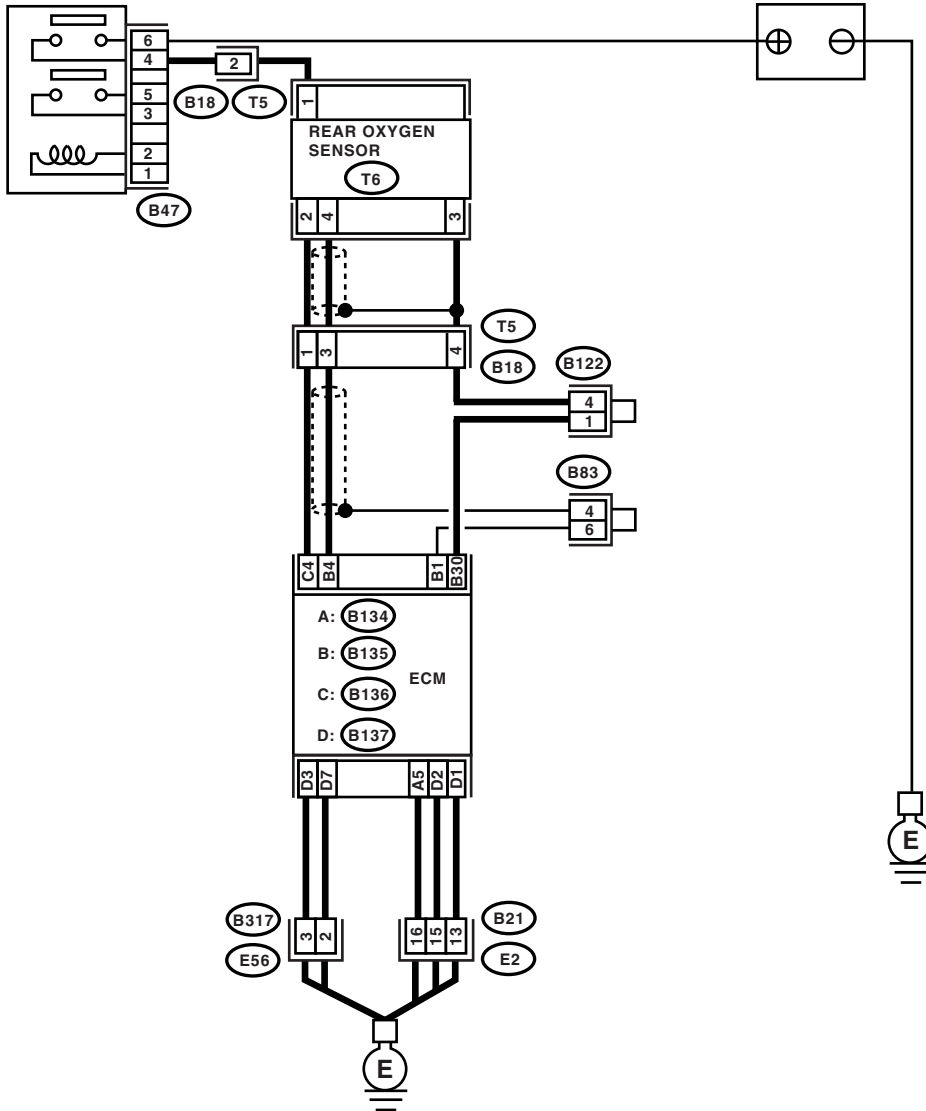 6
4
5
3
2
1
B47
2
B18 T5
1
REAR OXYGEN
SENSOR
T6
2 4 3
T5
B18
1 3 4
B122
4
1
B83
4
6
C4 B4 B1 B30
A: B134
B: B135
C: B136
D: B137
ECM
D3 D7 A5 D2 D1
B317
E56
3 2
16 15 13
B21
E2
E
E